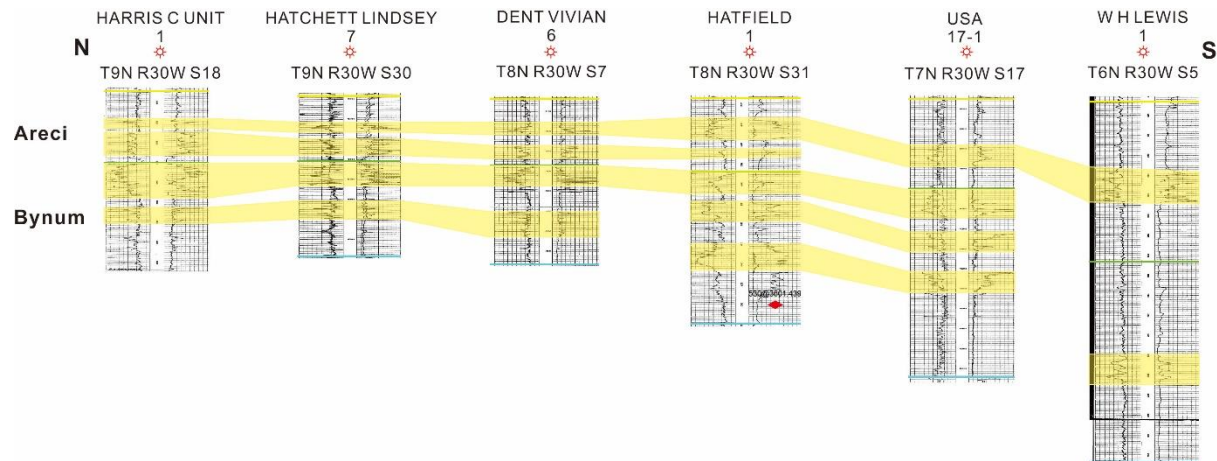 HARRIS C UNIT HATCHETT LINDSEY DENT VIVIAN HATFIELD USA W H LEWIS
1 7 6 1 17-1 1
N S
T9N R30W S18 T9N R30W S30 T8N R30W S7 T8N R30W S31 T7N R30W S17 T6N R30W S5
Areci
Bynum